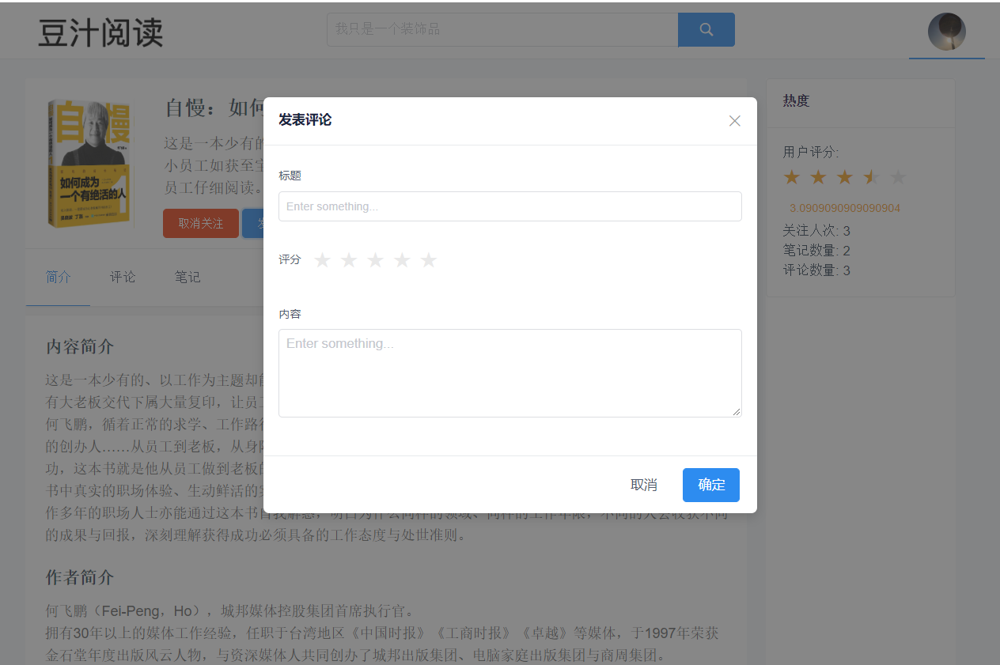 豆汁阅读
我只是一个装饰品
自慢：如何
这是一本少有的
小员工如获至宝
员工仔细阅读。
取消关注
自慢
如何成为
一个有绝活的人
简介
评论
笔记
发表评论
标题
Enter something...
评分
内容
Enter something...
取消
确定
热度
用户评分:
3.0909090909090904
关注人次: 3
笔记数量: 2
评论数量: 3
内容简介
这是一本少有的、以工作为主题却能
有大老板交代下属大量复印，让员工
何飞鹏，循着正常的求学、工作路径
的创办人……从员工到老板，从身陷
功，这本书就是他从员工做到老板的
书中真实的职场体验、生动鲜活的案
作多年的职场人士亦能通过这本书自我解惑，明白为什么同样的领域、同样的工作年限，不同的人会收获不同
的成果与回报，深刻理解获得成功必须具备的工作态度与处世准则。
作者简介
何飞鹏（Fei-Peng，Ho），城邦媒体控股集团首席执行官。
拥有30年以上的媒体工作经验，任职于台湾地区《中国时报》《工商时报》《卓越》等媒体，于1997年荣获
金石堂年度出版风云人物，与资深媒体人共同创办了城邦出版集团、电脑家庭出版集团与商周集团。